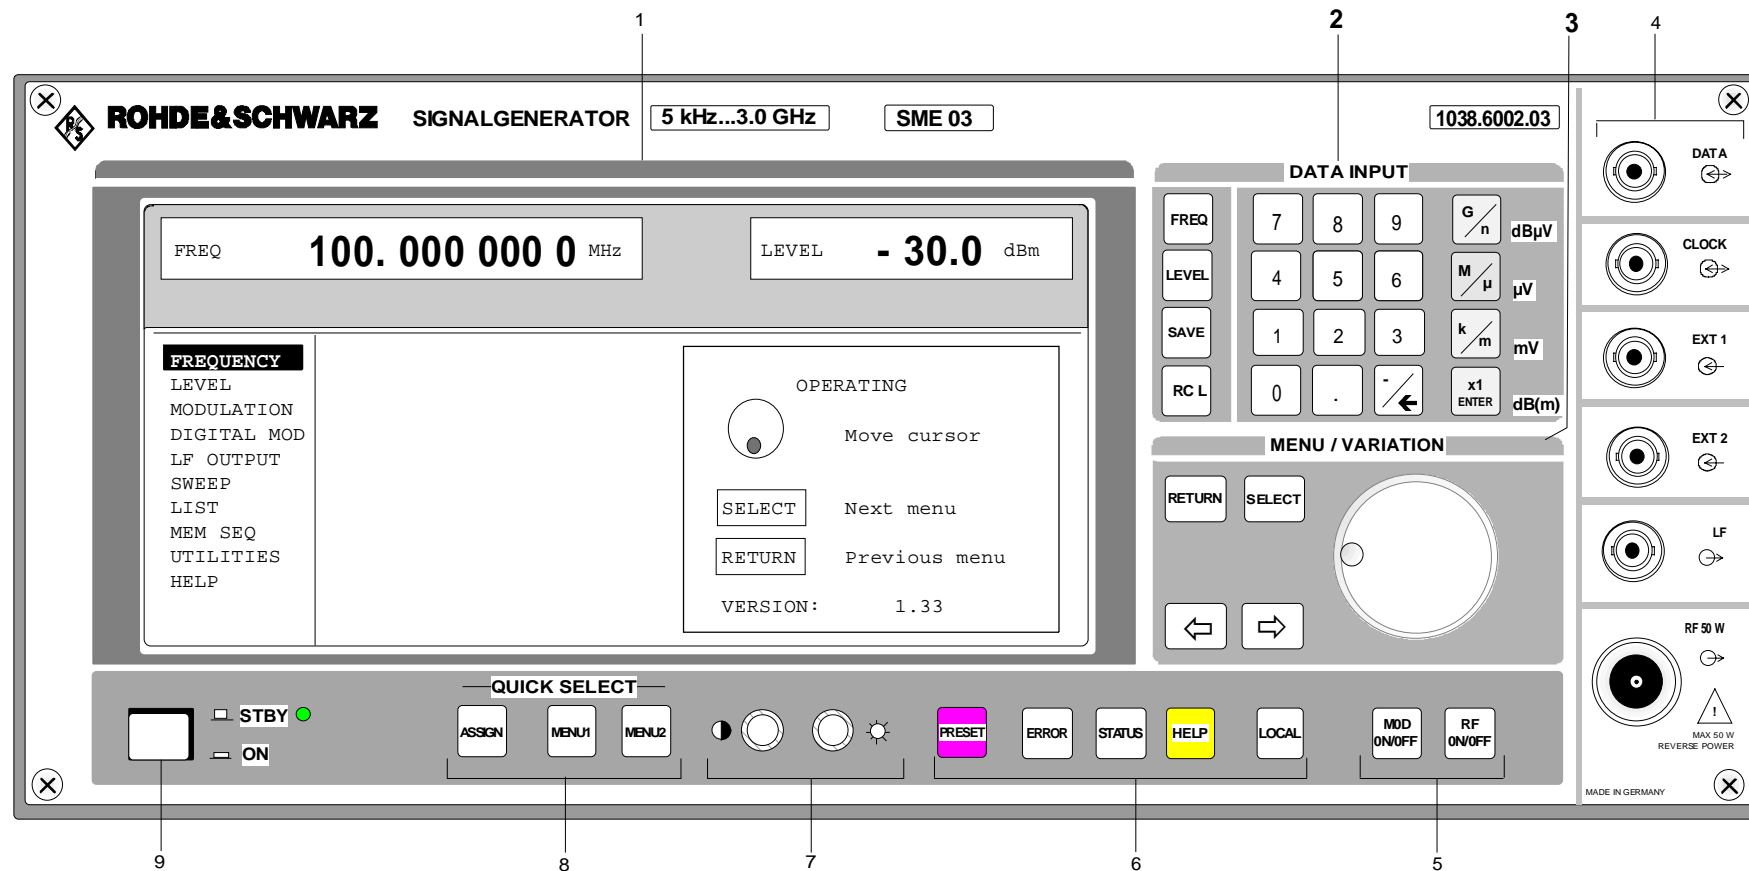 1 2 3 4
ROHDE&SCHWARZ SIGNALGENERATOR 5 kHz...3.0 GHz SME 03 1038.6002.03
R S
FREQ 100. 000 000 0 MHz LEVEL - 30.0 dBm
FREQUENCY
LEVEL
MODULATION
DIGITAL MOD
LF OUTPUT
SWEEP
LIST
MEM SEQ
UTILITIES
HELP
OPERATING
Move cursor
SELECT Next menu
RETURN Previous menu
VERSION: 1.33
DATA INPUT
FREQ 7 8 9 G/n dBµV
LEVEL 4 5 6 M/µ µV
SAVE 1 2 3 k/m mV
RC L 0 . -/← x1 ENTER dB(m)
MENU / VARIATION
RETURN SELECT
⇦ ⇨
DATA
CLOCK
EXT 1
EXT 2
LF
RF 50 W
!
MAX 50 W
REVERSE POWER
MADE IN GERMANY
STBY
ON
QUICK SELECT
ASSIGN MENU1 MENU2
PRESET ERROR STATUS HELP LOCAL
M0D
0N/0FF
RF
0N/0FF
9 8 7 6 5